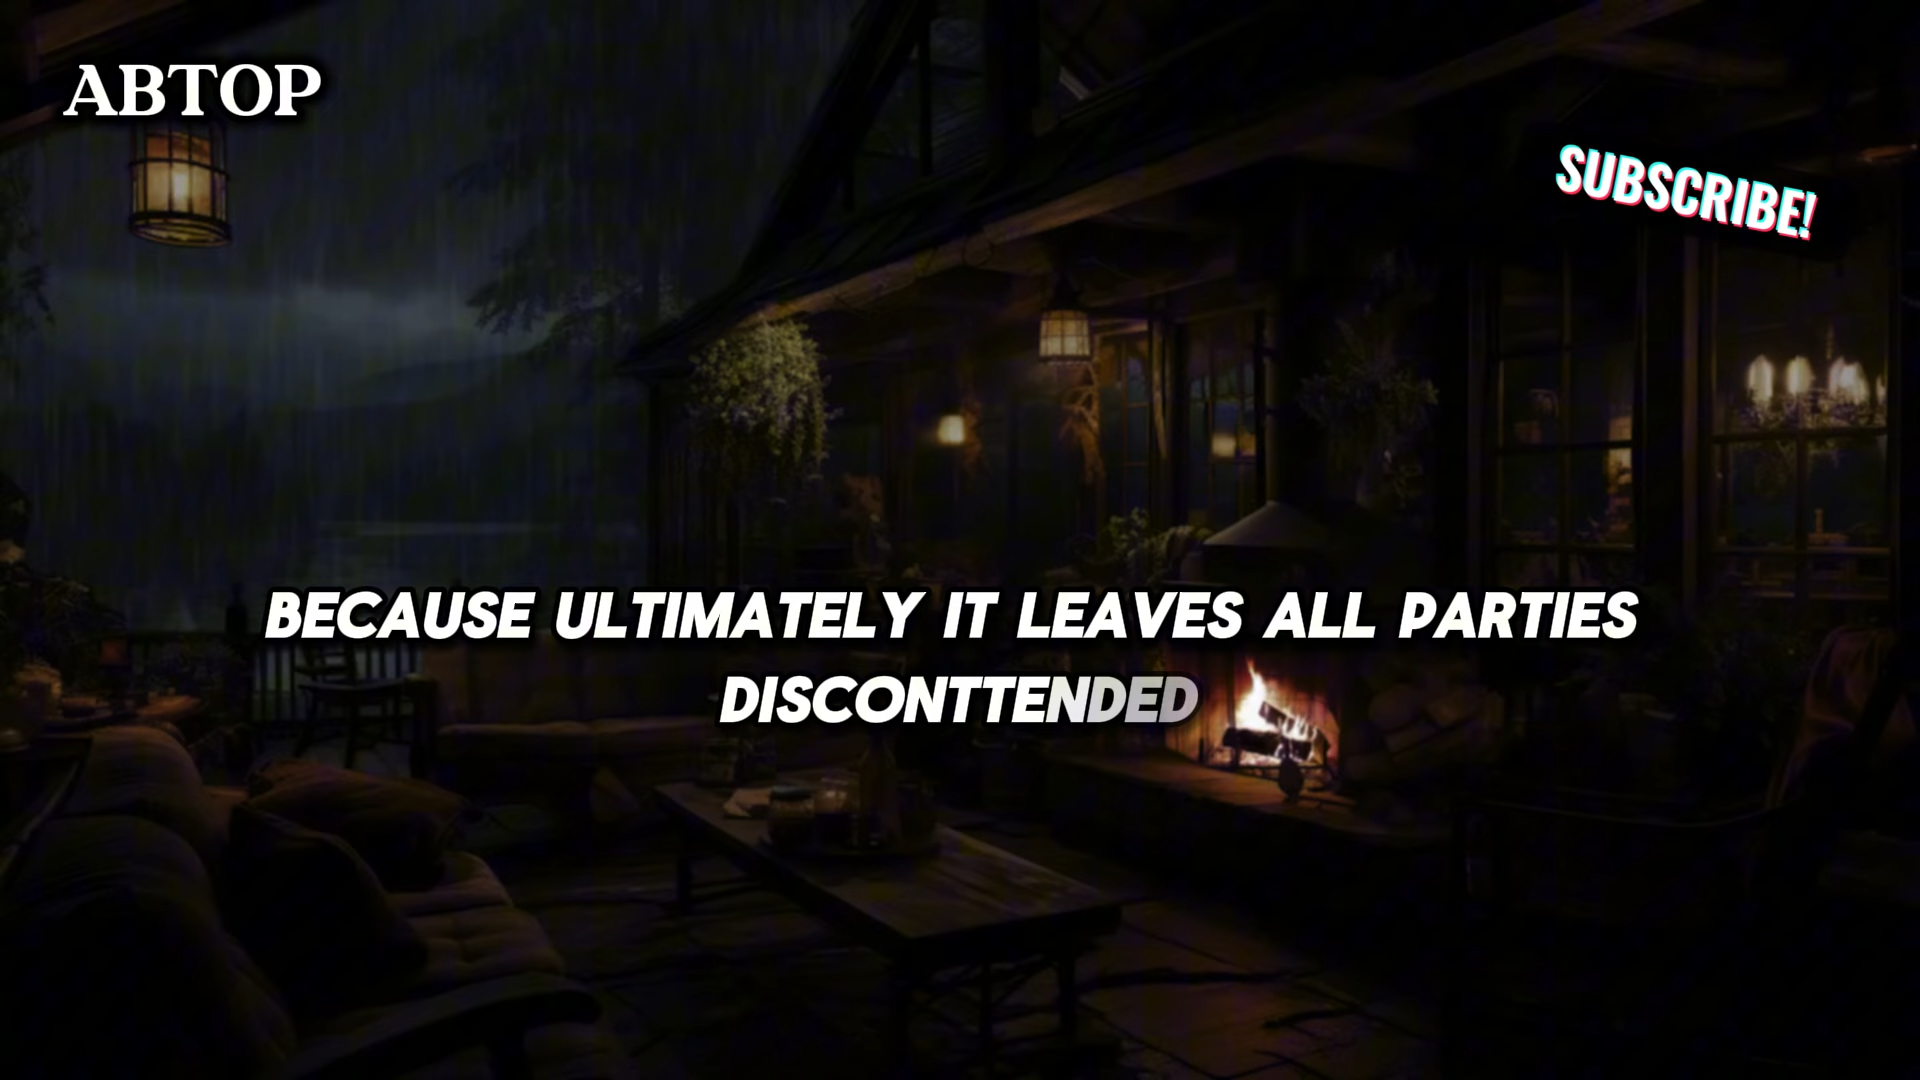 ABTOP
SUBSCRIBE!
BECAUSE ULTIMATELY IT LEAVES ALL PARTIES
DISCONTTENDED